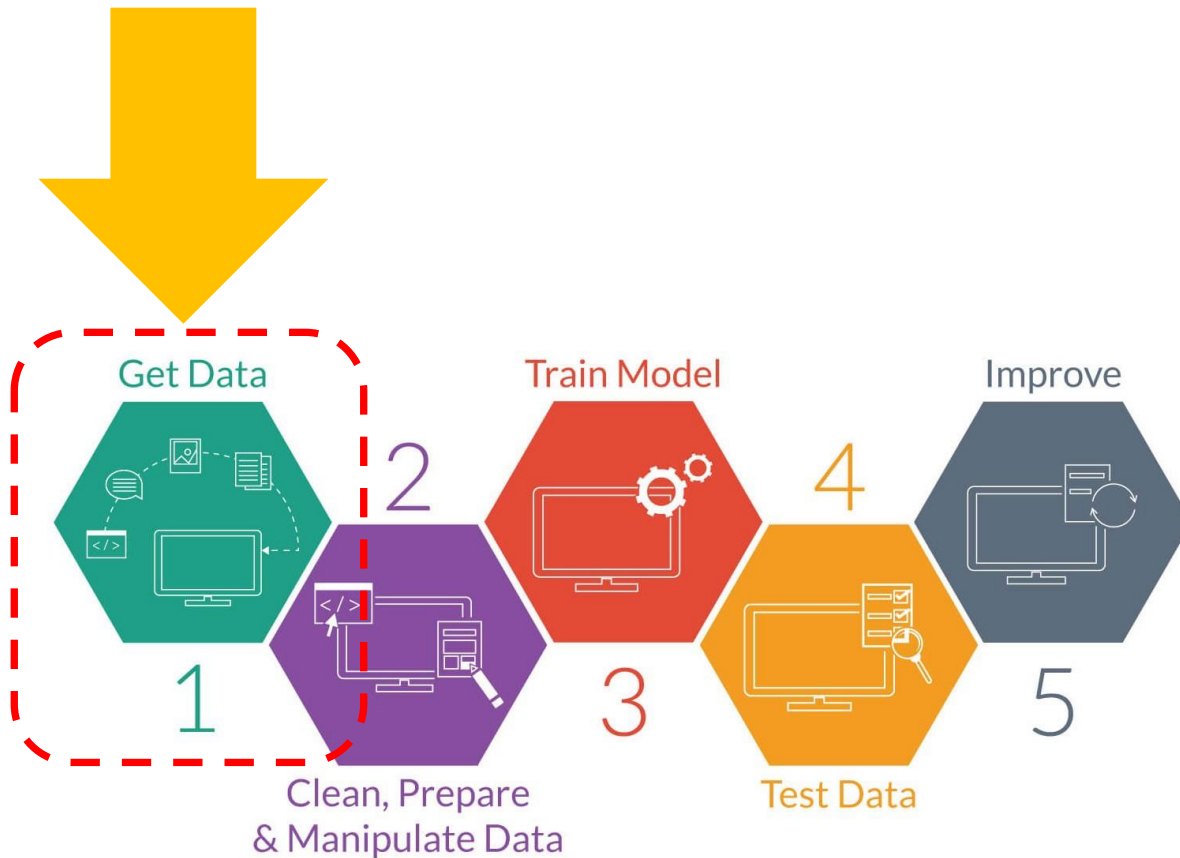 Get Data
1
</>
2
Clean, Prepare
& Manipulate Data
</>
Train Model
3
4
Test Data
Improve
5